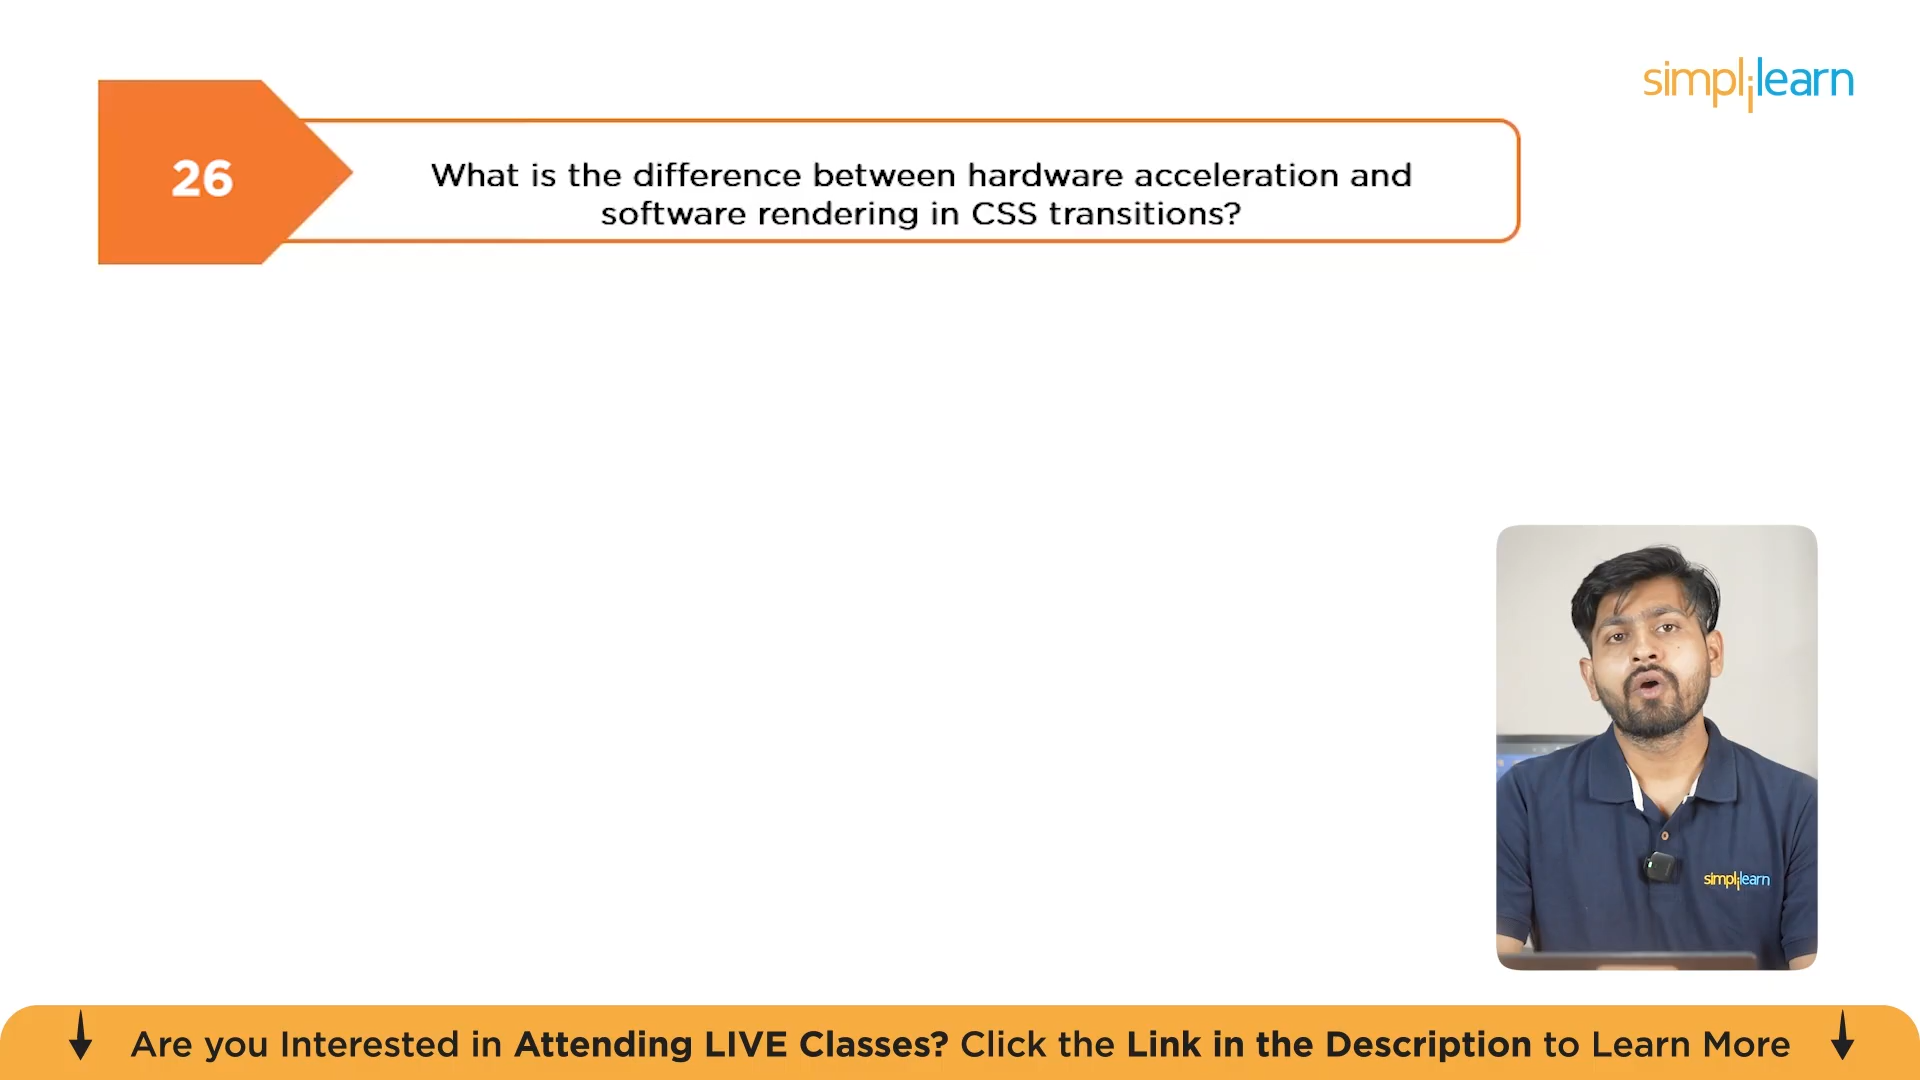 simplilearn
26
What is the difference between hardware acceleration and
software rendering in CSS transitions?
simplilearn
Are you Interested in Attending LIVE Classes? Click the Link in the Description to Learn More